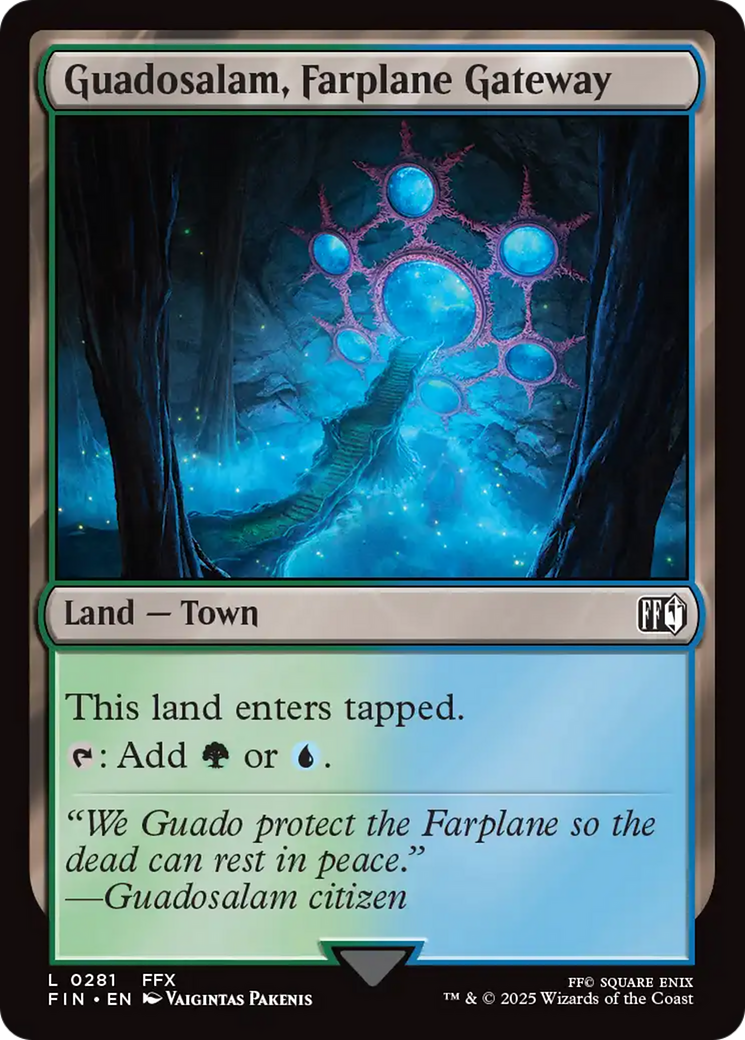 Guadosalam, Farplane Gateway
Land — Town
FF
This land enters tapped.
: Add or .
“We Guado protect the Farplane so the
dead can rest in peace.”
—Guadosalam citizen
L 0281 FFX
FIN • EN Vaigintas Pakenis
FF© SQUARE ENIX
™ & © 2025 Wizards of the Coast